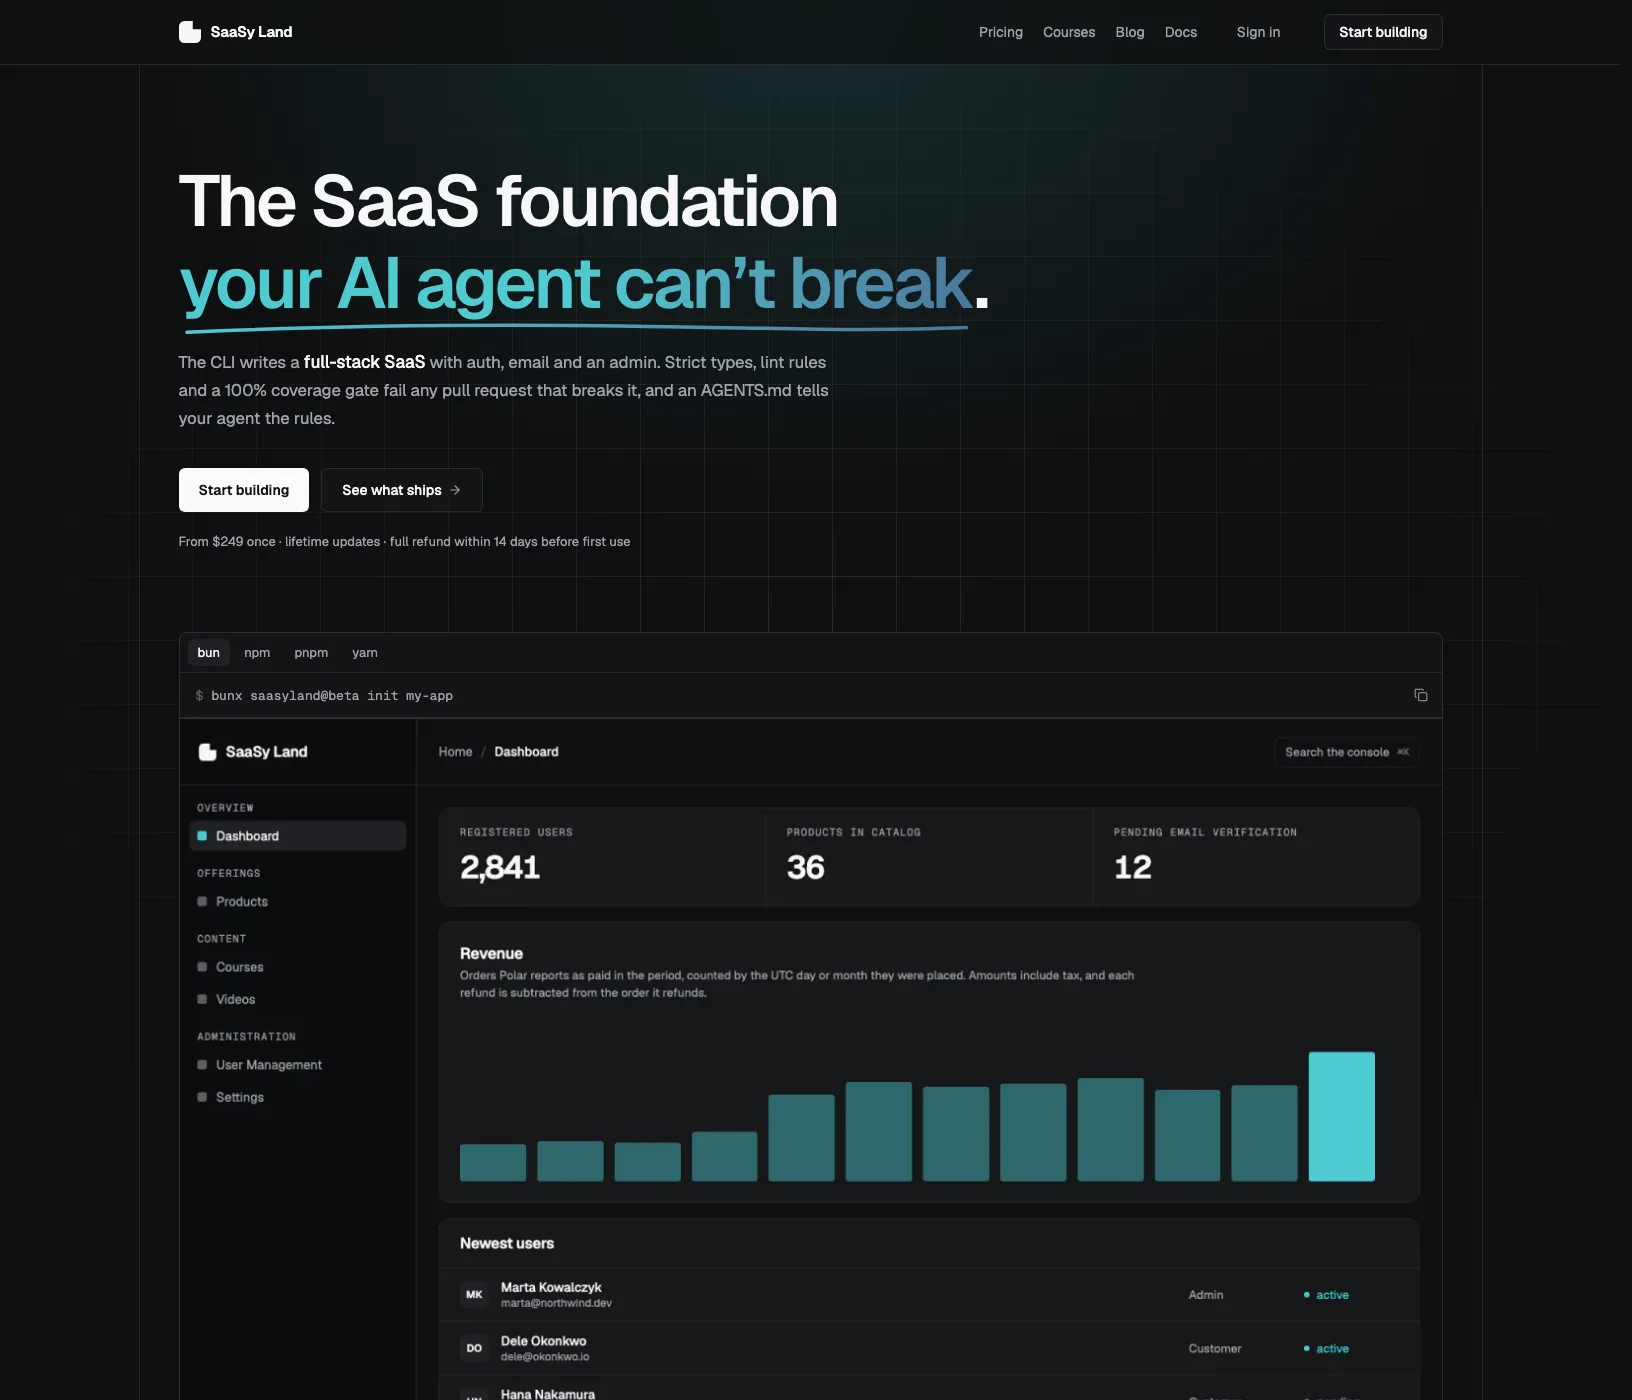 SaaSy Land
Pricing Courses Blog Docs Sign in Start building
The SaaS foundation
your AI agent can’t break.
The CLI writes a full-stack SaaS with auth, email and an admin. Strict types, lint rules
and a 100% coverage gate fail any pull request that breaks it, and an AGENTS.md tells
your agent the rules.
Start building
See what ships →
From $249 once · lifetime updates · full refund within 14 days before first use
bun npm pnpm yarn
$ bunx saasyland@beta init my-app
SaaSy Land
Home / Dashboard
Search the console ⌘K
OVERVIEW
Dashboard
OFFERINGS
Products
CONTENT
Courses
Videos
ADMINISTRATION
User Management
Settings
REGISTERED USERS
2,841
PRODUCTS IN CATALOG
36
PENDING EMAIL VERIFICATION
12
Revenue
Orders Polar reports as paid in the period, counted by the UTC day or month they were placed. Amounts include tax, and each
refund is subtracted from the order it refunds.
Newest users
MK
Marta Kowalczyk
marta@northwind.dev
Admin
active
DO
Dele Okonkwo
dele@okonkwo.io
Customer
active
Hana Nakamura